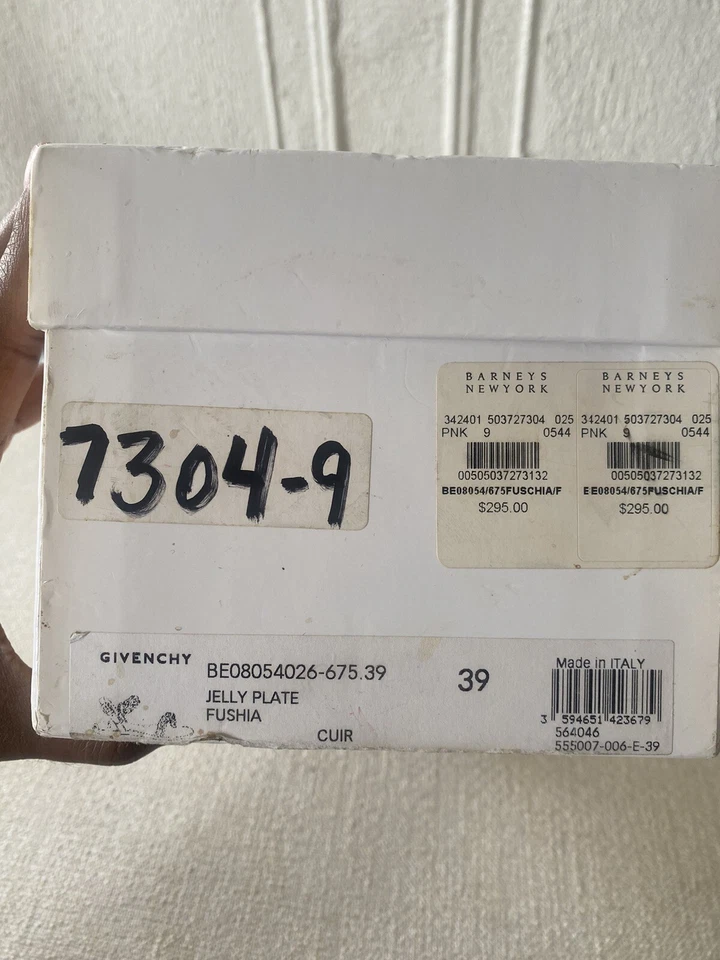 7304-9
BARNEYS
NEWYORK
342401 503727304 025
PNK 9 0544
00505037273132
BE08054/675FUSCHIA/F
$295.00
BARNEYS
NEWYORK
342401 503727304 025
PNK 9 0544
00505037273132
BE08054/675FUSCHIA/F
$295.00
GIVENCHY
BE08054026-675.39
JELLY PLATE
FUSHIA
CUIR
39
Made in ITALY
3 594651 423679
564046
555007-006-E-39